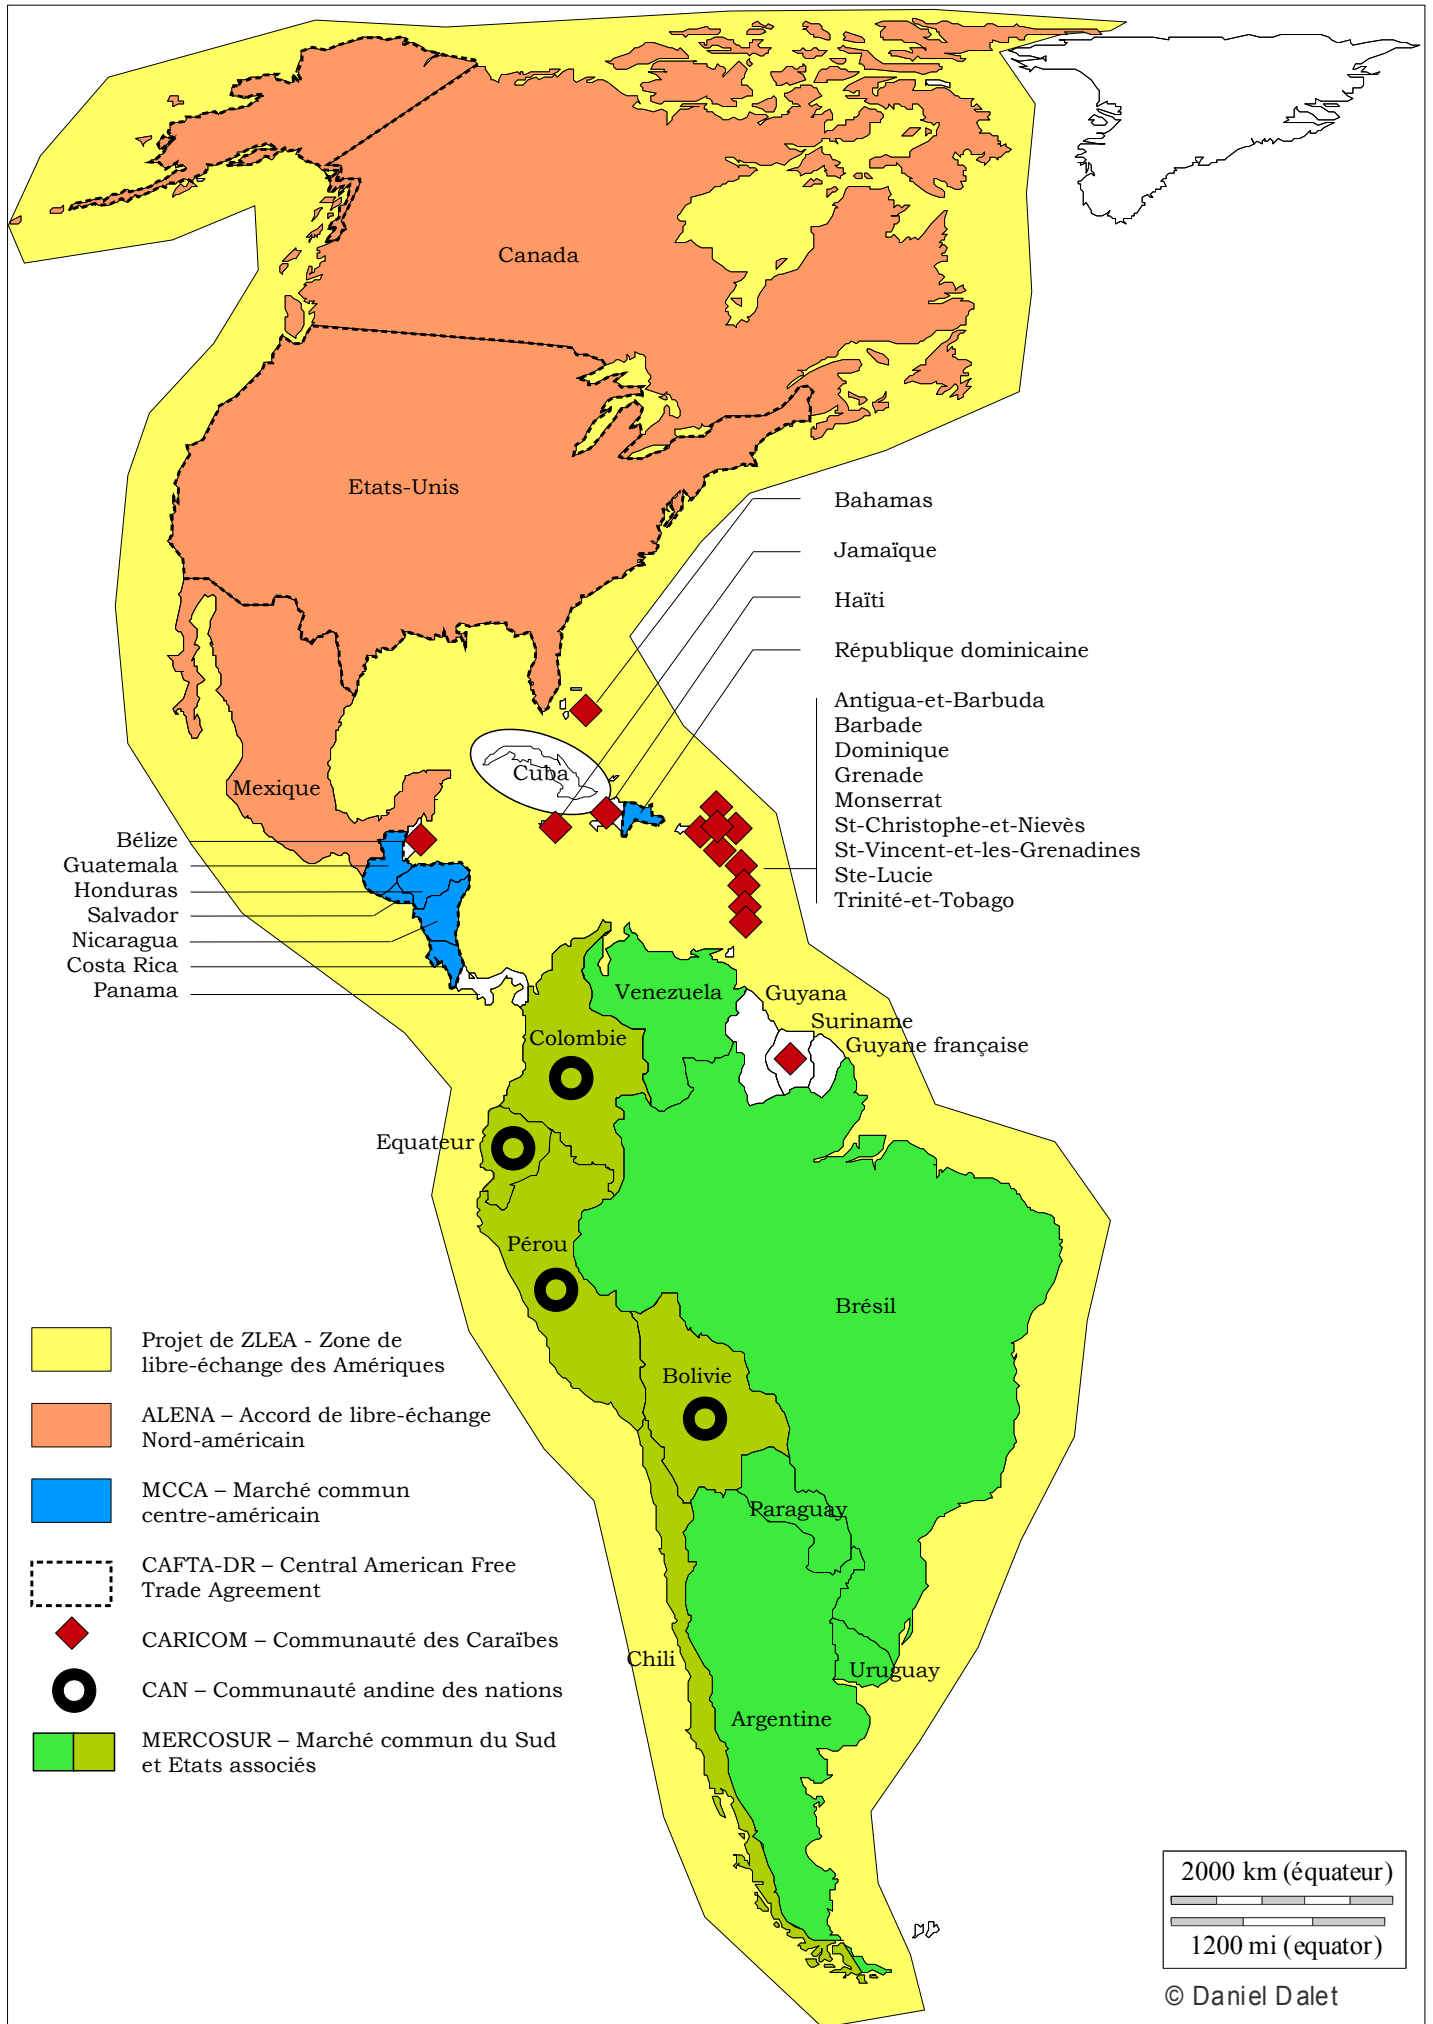 Canada
Etats-Unis
Bahamas
Jamaïque
Haïti
République dominicaine
Antigua-et-Barbuda
Barbade
Dominique
Grenade
Monserrat
St-Christophe-et-Nievès
St-Vincent-et-les-Grenadines
Ste-Lucie
Trinité-et-Tobago
Cuba
Mexique
Bélize
Guatemala
Honduras
Salvador
Nicaragua
Costa Rica
Panama
Venezuela
Guyana
Suriname
Guyane française
Colombie
Equateur
Pérou
Brésil
Bolivie
Paraguay
Chili
Uruguay
Argentine
Projet de ZLEA - Zone de
libre-échange des Amériques
ALENA – Accord de libre-échange
Nord-américain
MCCA – Marché commun
centre-américain
CAFTA-DR – Central American Free
Trade Agreement
CARICOM – Communauté des Caraïbes
CAN – Communauté andine des nations
MERCOSUR – Marché commun du Sud
et Etats associés
2000 km (équateur)
1200 mi (equator)
© Daniel Dalet